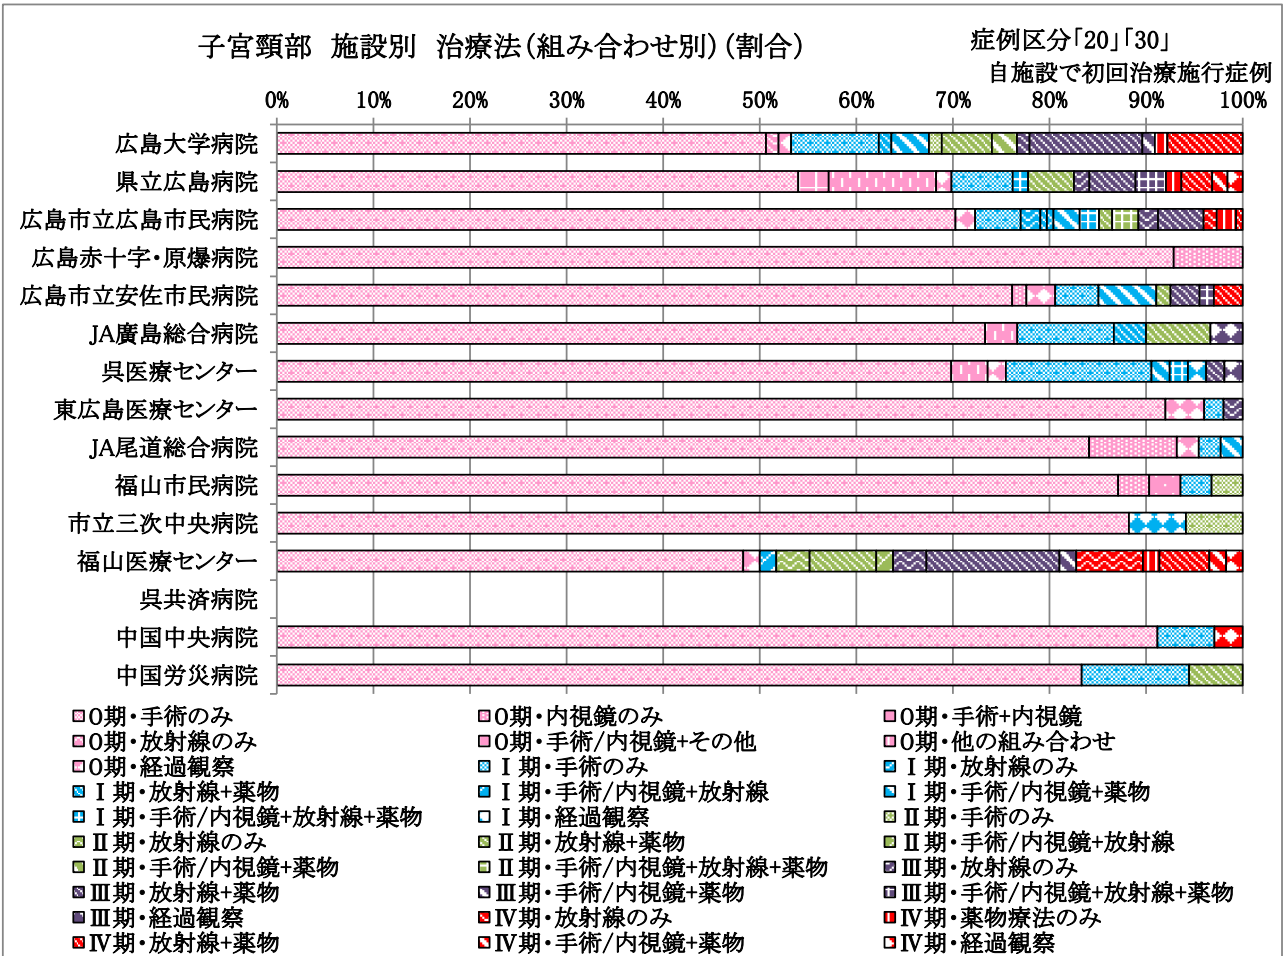 子宮頸部 施設別 治療法(組み合わせ別)(割合)
症例区分「20」「30」
自施設で初回治療施行症例
0% 10% 20% 30% 40% 50% 60% 70% 80% 90% 100%
広島大学病院
県立広島病院
広島市立広島市民病院
広島赤十字・原爆病院
広島市立安佐市民病院
JA廣島総合病院
呉医療センター
東広島医療センター
JA尾道総合病院
福山市民病院
市立三次中央病院
福山医療センター
呉共済病院
中国中央病院
中国労災病院
0期・手術のみ 0期・内視鏡のみ 0期・手術+内視鏡
0期・放射線のみ 0期・手術/内視鏡+その他 0期・他の組み合わせ
0期・経過観察 Ⅰ期・手術のみ Ⅰ期・放射線のみ
Ⅰ期・放射線+薬物 Ⅰ期・手術/内視鏡+放射線 Ⅰ期・手術/内視鏡+薬物
Ⅰ期・手術/内視鏡+放射線+薬物 Ⅰ期・経過観察 Ⅱ期・手術のみ
Ⅱ期・放射線のみ Ⅱ期・放射線+薬物 Ⅱ期・手術/内視鏡+放射線
Ⅱ期・手術/内視鏡+薬物 Ⅱ期・手術/内視鏡+放射線+薬物 Ⅲ期・放射線のみ
Ⅲ期・放射線+薬物 Ⅲ期・手術/内視鏡+薬物 Ⅲ期・手術/内視鏡+放射線+薬物
Ⅲ期・経過観察 Ⅳ期・放射線のみ Ⅳ期・薬物療法のみ
Ⅳ期・放射線+薬物 Ⅳ期・手術/内視鏡+薬物 Ⅳ期・経過観察